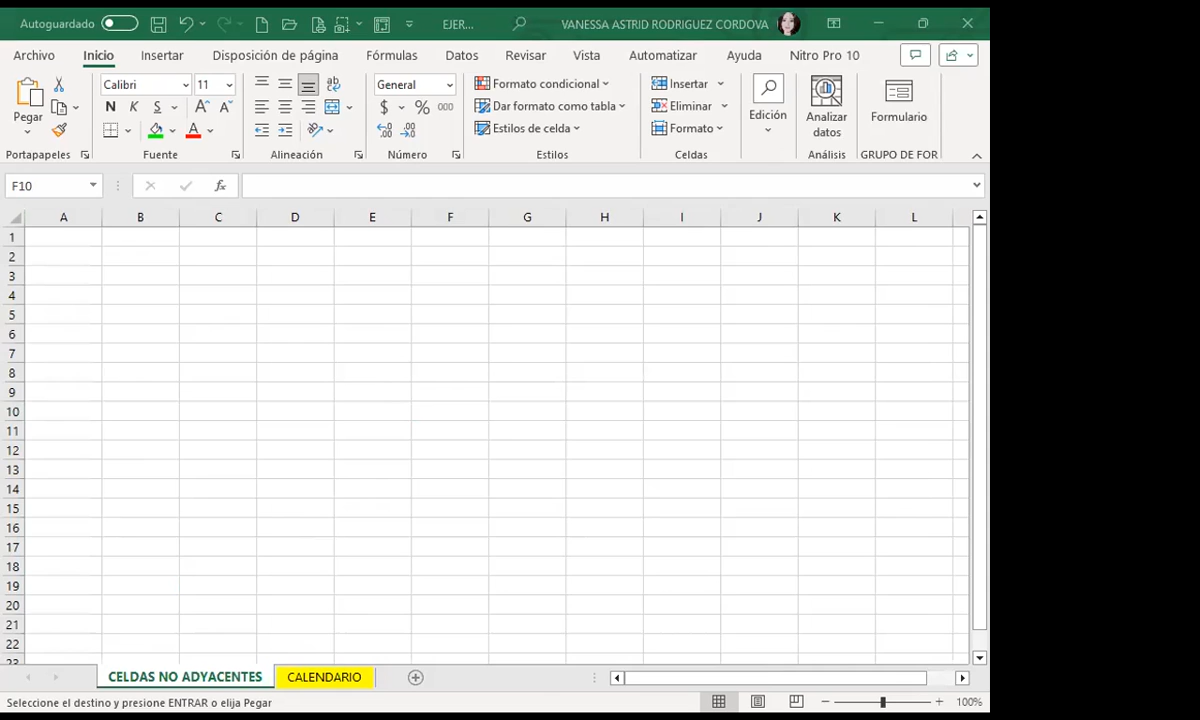 Autoguardado EJER... VANESSA ASTRID RODRIGUEZ CORDOVA
Archivo Inicio Insertar Disposición de página Fórmulas Datos Revisar Vista Automatizar Ayuda Nitro Pro 10
Pegar
Portapapeles
Calibri 11
N K S A A
A
Fuente
ab
Alineación
General
$ % 000
Número
Formato condicional
Dar formato como tabla
Estilos de celda
Estilos
Insertar
Eliminar
Formato
Celdas
Edición
Analizar
datos
Análisis
Formulario
GRUPO DE FOR
F10 fx
A B C D E F G H I J K L
1
2
3
4
5
6
7
8
9
10
11
12
13
14
15
16
17
18
19
20
21
22
23
CELDAS NO ADYACENTES CALENDARIO
Seleccione el destino y presione ENTRAR o elija Pegar 100%